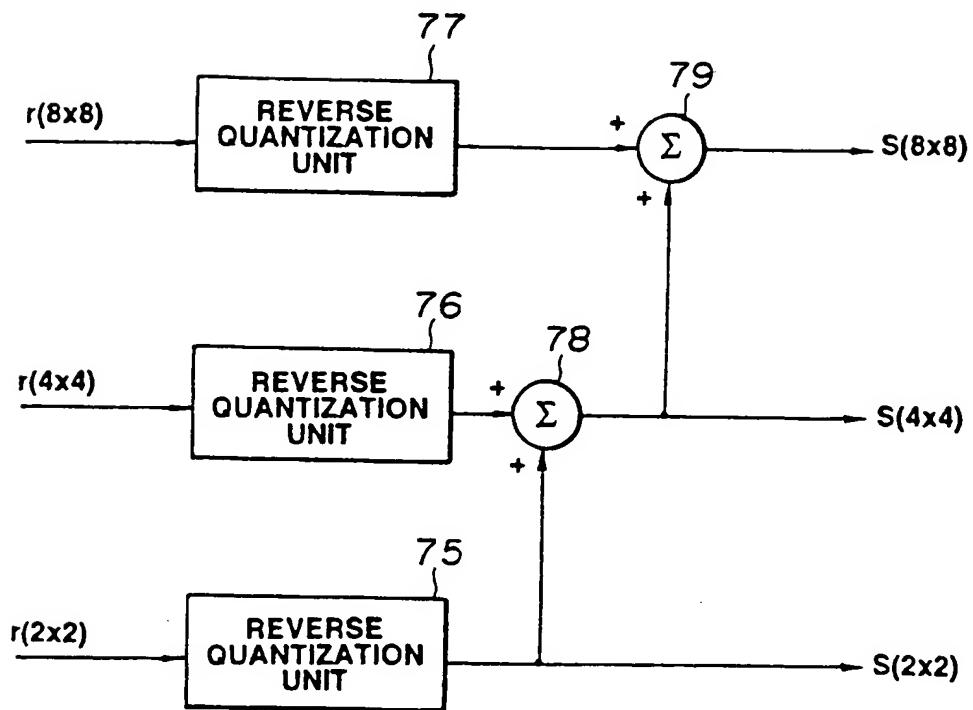 77
79
r(8x8)
REVERSE
QUANTIZATION
UNIT
+
Σ
S(8x8)
+
76
78
r(4x4)
REVERSE
QUANTIZATION
UNIT
+
Σ
S(4x4)
+
75
r(2x2)
REVERSE
QUANTIZATION
UNIT
S(2x2)